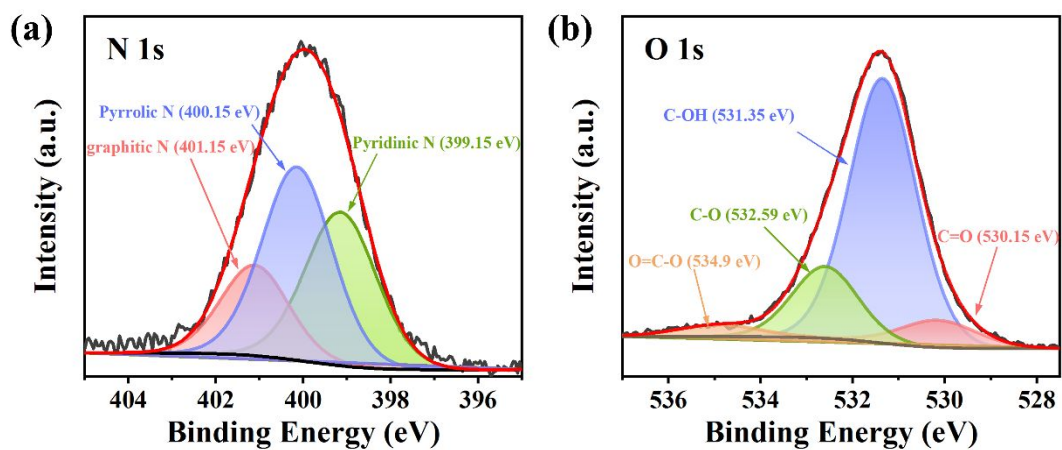 (a)
N 1s
Pyrrolic N (400.15 eV)
graphitic N (401.15 eV)
Pyridinic N (399.15 eV)
Intensity (a.u.)
404 402 400 398 396
Binding Energy (eV)
(b)
O 1s
C-OH (531.35 eV)
C-O (532.59 eV)
C=O (530.15 eV)
O=C-O (534.9 eV)
Intensity (a.u.)
536 534 532 530 528
Binding Energy (eV)